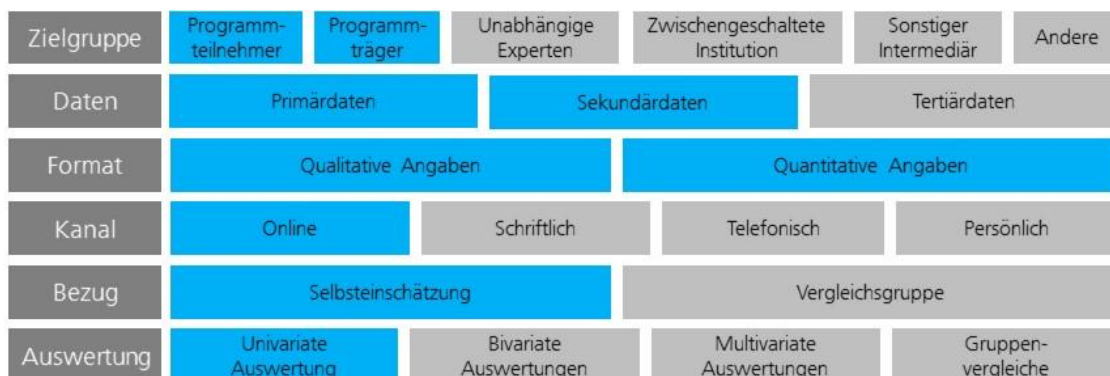 Zielgruppe
Programm-
teilnehmer
Programm-
träger
Unabhängige
Experten
Zwischengeschaltete
Institution
Sonstiger
Intermediär
Andere
Daten
Primärdaten
Sekundärdaten
Tertiärdaten
Format
Qualitative Angaben
Quantitative Angaben
Kanal
Online
Schriftlich
Telefonisch
Persönlich
Bezug
Selbsteinschätzung
Vergleichsgruppe
Auswertung
Univariate
Auswertung
Bivariate
Auswertungen
Multivariate
Auswertungen
Gruppen-
vergleiche